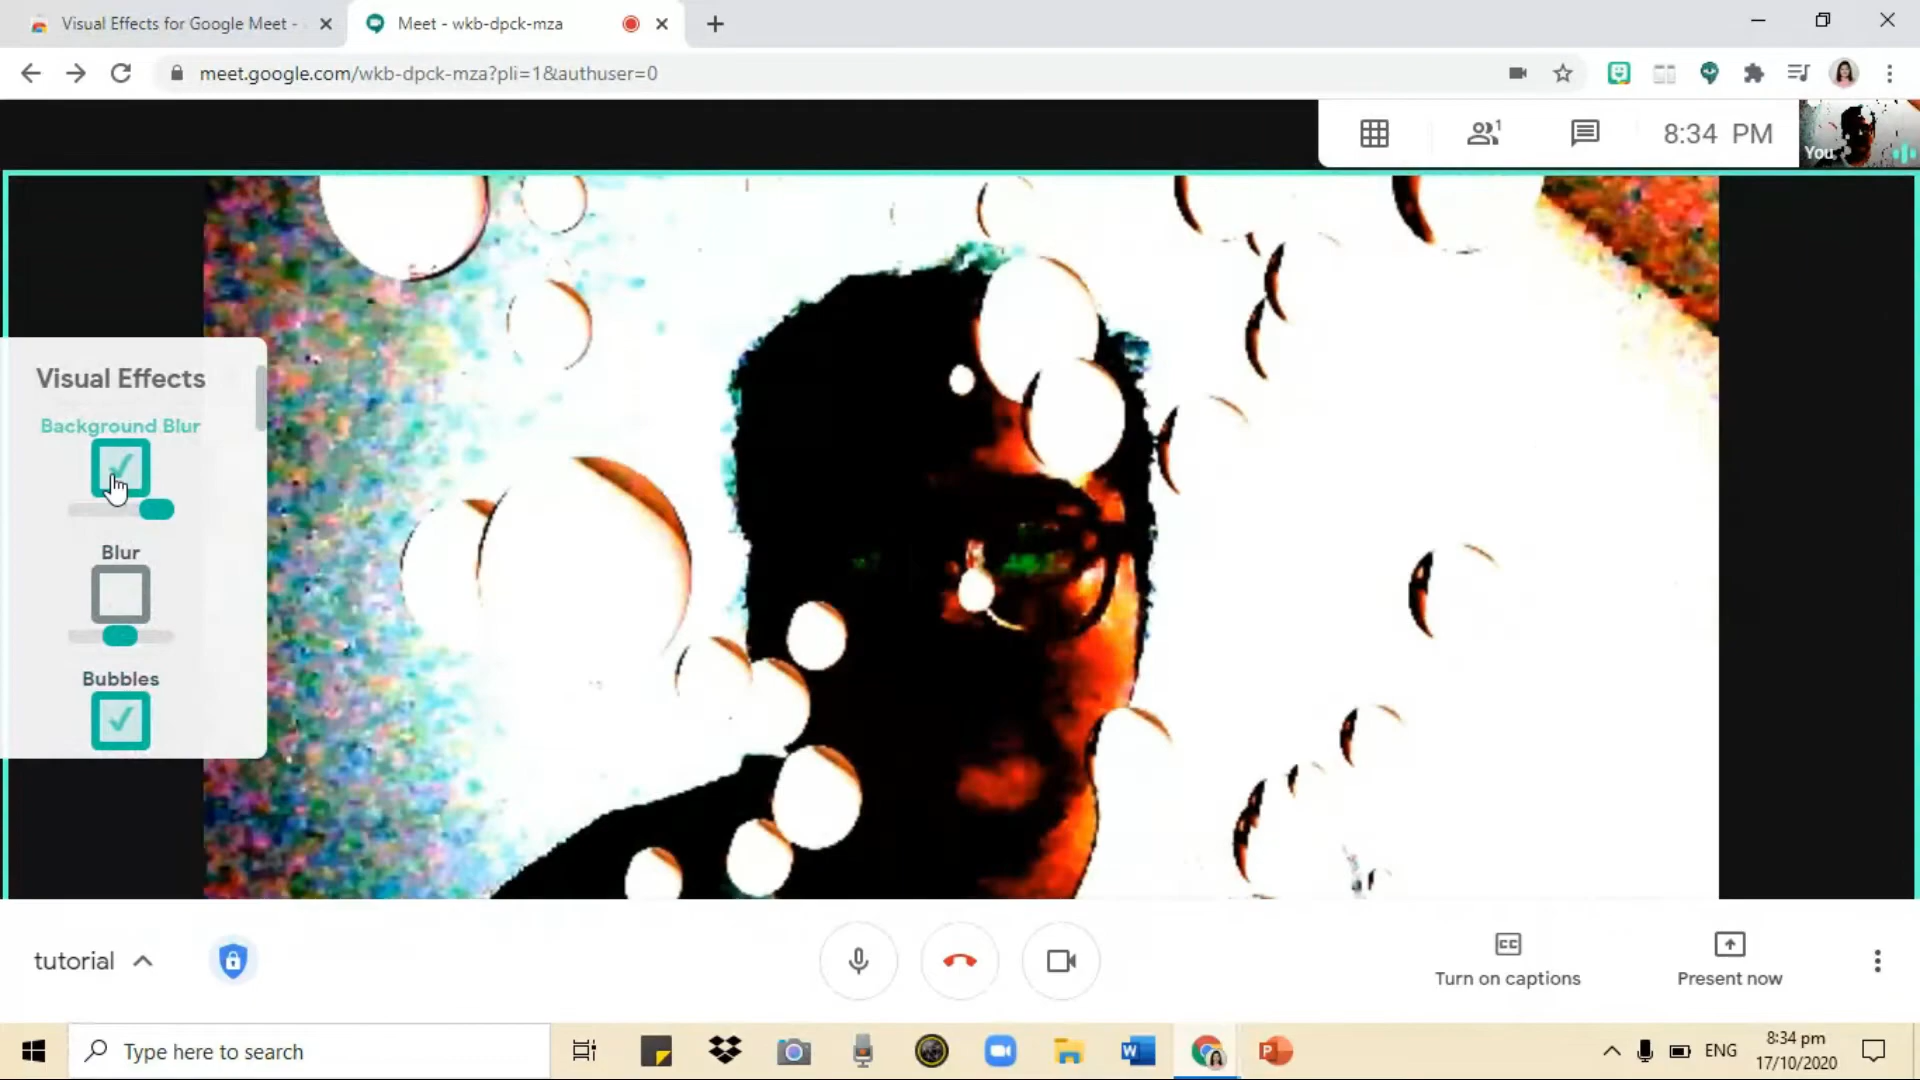 Visual Effects for Google Meet -
Meet - wkb-dpck-mza
meet.google.com/wkb-dpck-mza?pli=1&authuser=0
1
8:34 PM
You
Visual Effects
Background Blur
Blur
Bubbles
tutorial
CC
Turn on captions
Present now
Type here to search
W
P
ENG
8:34 pm
17/10/2020